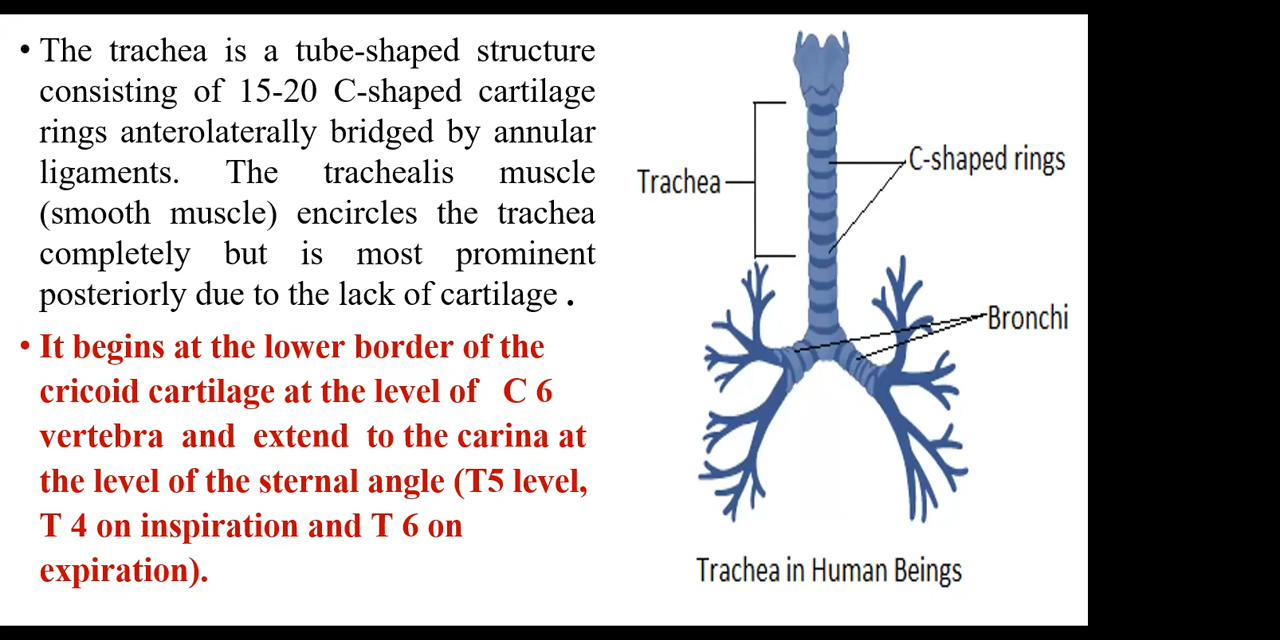 • The trachea is a tube-shaped structure
consisting of 15-20 C-shaped cartilage
rings anterolaterally bridged by annular
ligaments. The trachealis muscle
(smooth muscle) encircles the trachea
completely but is most prominent
posteriorly due to the lack of cartilage .
• It begins at the lower border of the
cricoid cartilage at the level of C 6
vertebra and extend to the carina at
the level of the sternal angle (T5 level,
T 4 on inspiration and T 6 on
expiration).
Trachea
C-shaped rings
Bronchi
Trachea in Human Beings